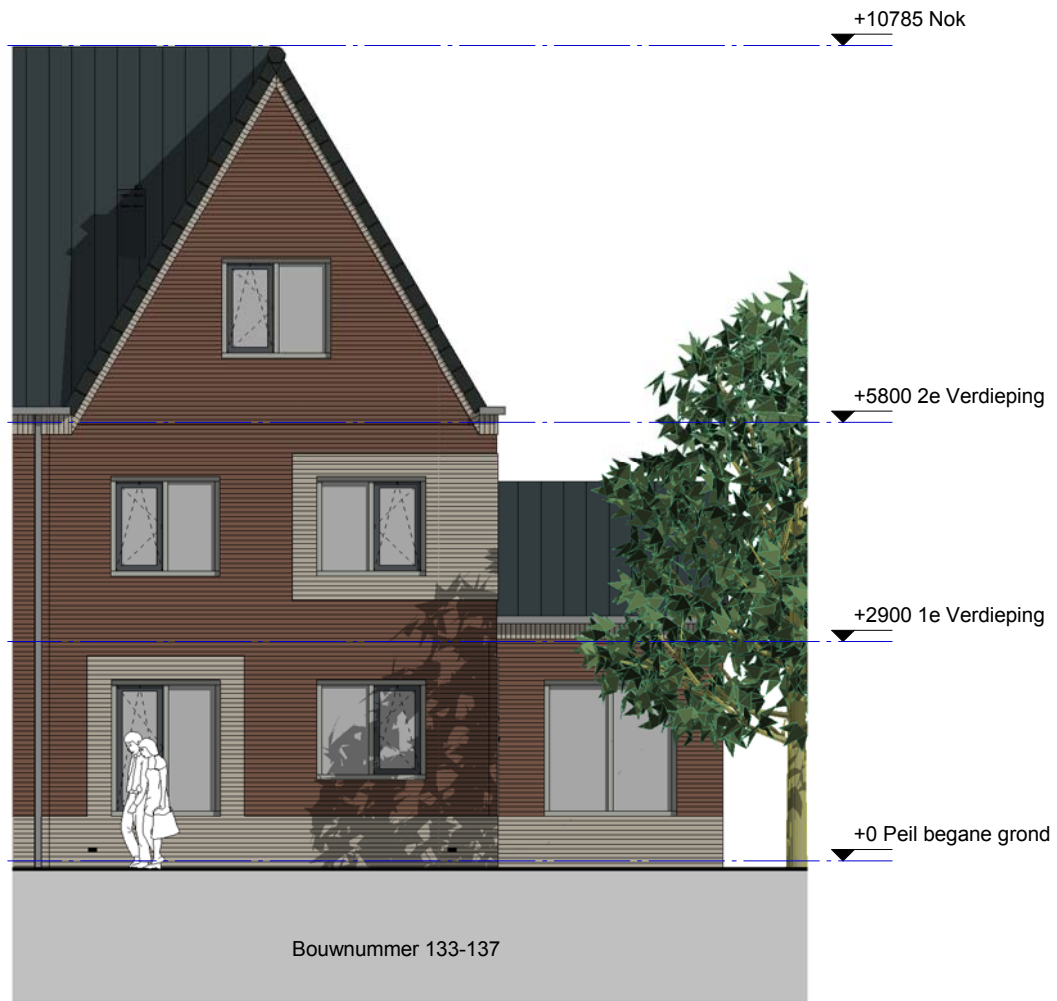 +10785 Nok
+5800 2e Verdieping
+2900 1e Verdieping
+0 Peil begane grond
Bouwnummer 133-137